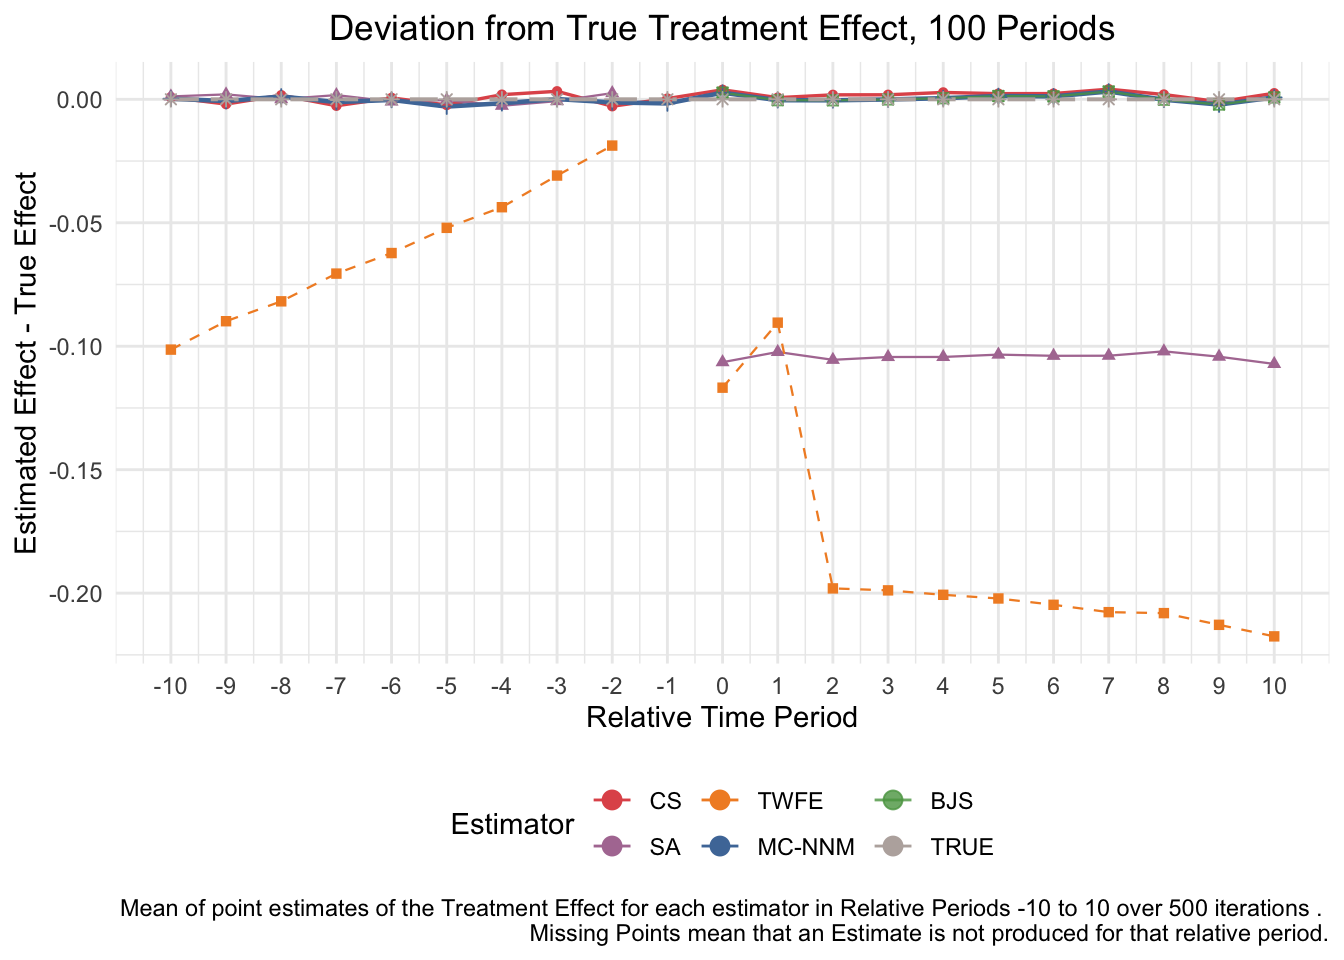 Deviation from True Treatment Effect, 100 Periods
Estimated Effect - True Effect
0.00
-0.05
-0.10
-0.15
-0.20
-10 -9 -8 -7 -6 -5 -4 -3 -2 -1 0 1 2 3 4 5 6 7 8 9 10
Relative Time Period
Estimator
CS TWFE BJS
SA MC-NNM TRUE
Mean of point estimates of the Treatment Effect for each estimator in Relative Periods -10 to 10 over 500 iterations .
Missing Points mean that an Estimate is not produced for that relative period.